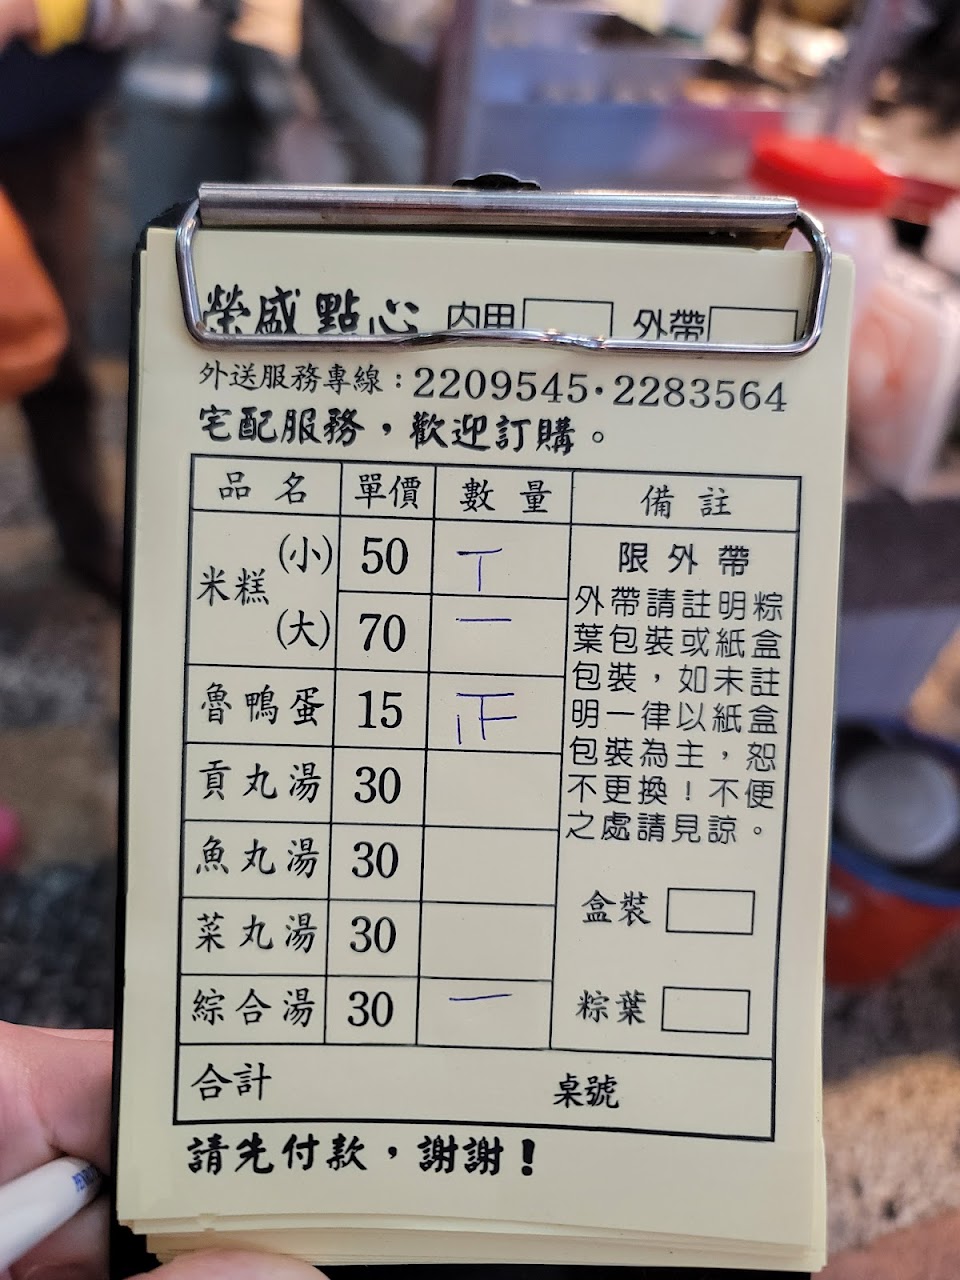 榮盛點心 內用 外帶
外送服務專線：2209545·2283564
宅配服務，歡迎訂購。
品名 單價 數量 備註
米糕 (小) 50 丅
(大) 70 一
魯鴨蛋 15 正
貢丸湯 30
魚丸湯 30
菜丸湯 30
綜合湯 30 一
限外帶
外帶請註明粽
葉包裝或紙盒
包裝，如未註
明一律以紙盒
包裝為主，恕
不更換！不便
之處請見諒。
盒裝
粽葉
合計 桌號
請先付款，謝謝！